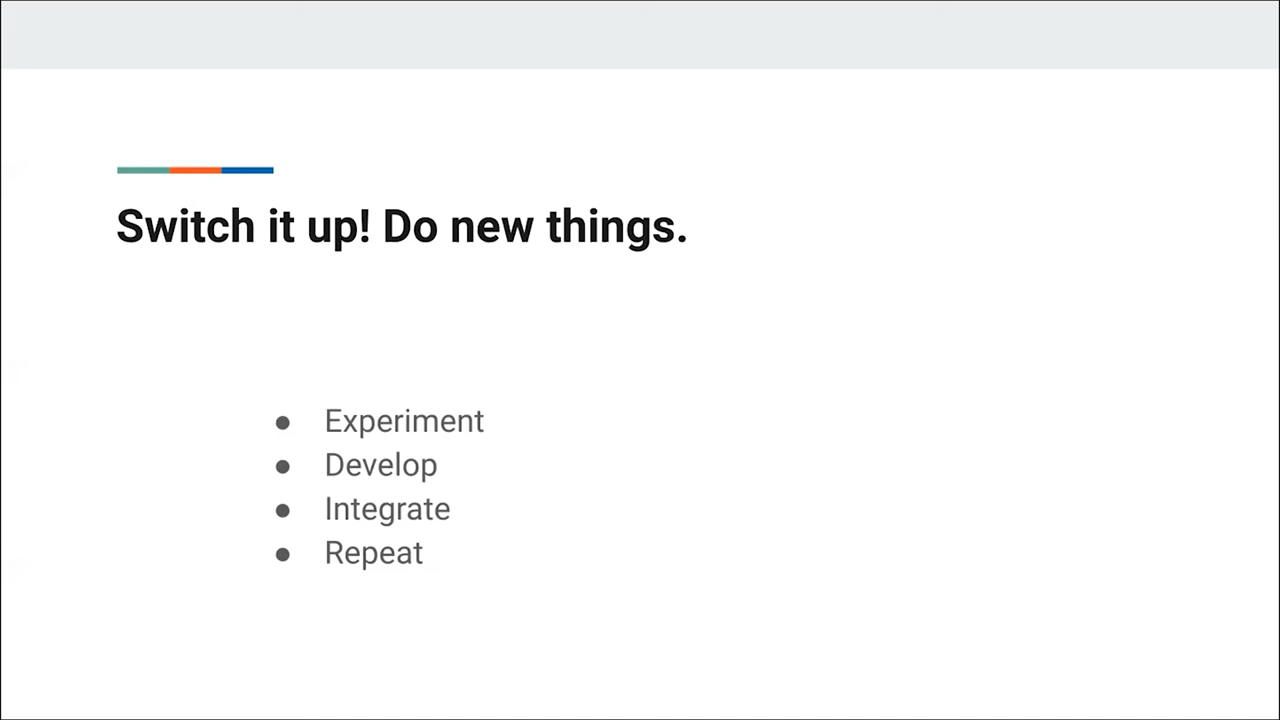 Switch it up! Do new things.
● Experiment
● Develop
● Integrate
● Repeat